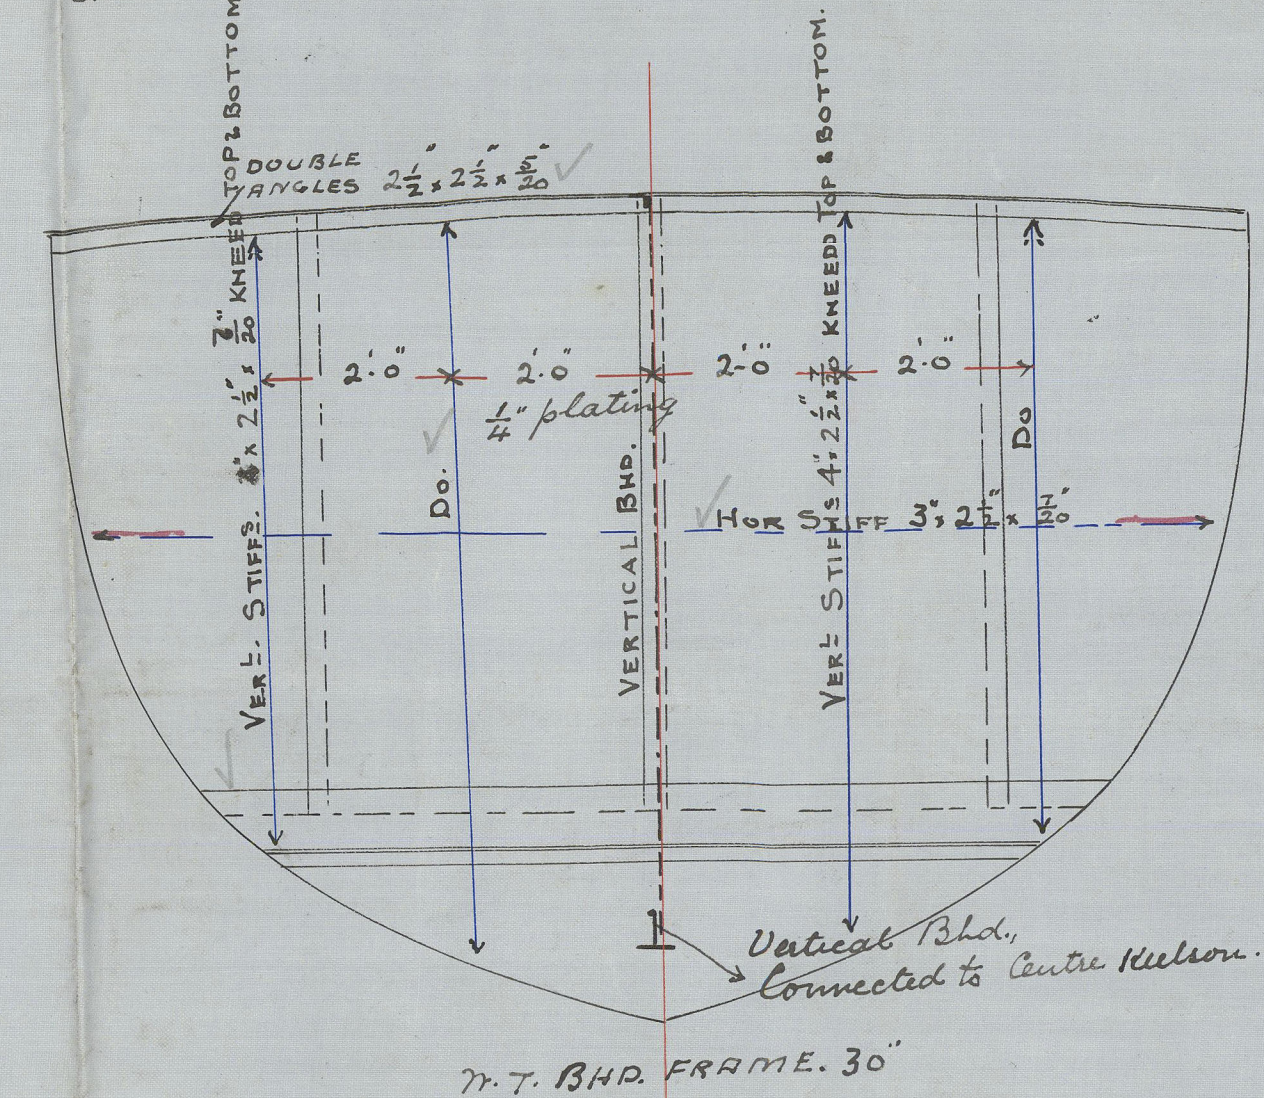 DOUBLE
ANGLES 2½" x 2½" x 5/20"
VERL. STIFFS. 4" x 2½" x 7/20" KNEED TOP & BOTTOM
VERL STIFFS 4" x 2½" x 7/20 KNEED TOP & BOTTOM.
2'.0"
2'.0"
2'-0"
2'.0"
¼" plating
Do.
VERTICAL BHD.
Do
HOR STIFF 3" x 2½" x 7/20"
Vertical Bhd.,
Connected to Centre Keelson.
W.T. BHD. FRAME. 30"